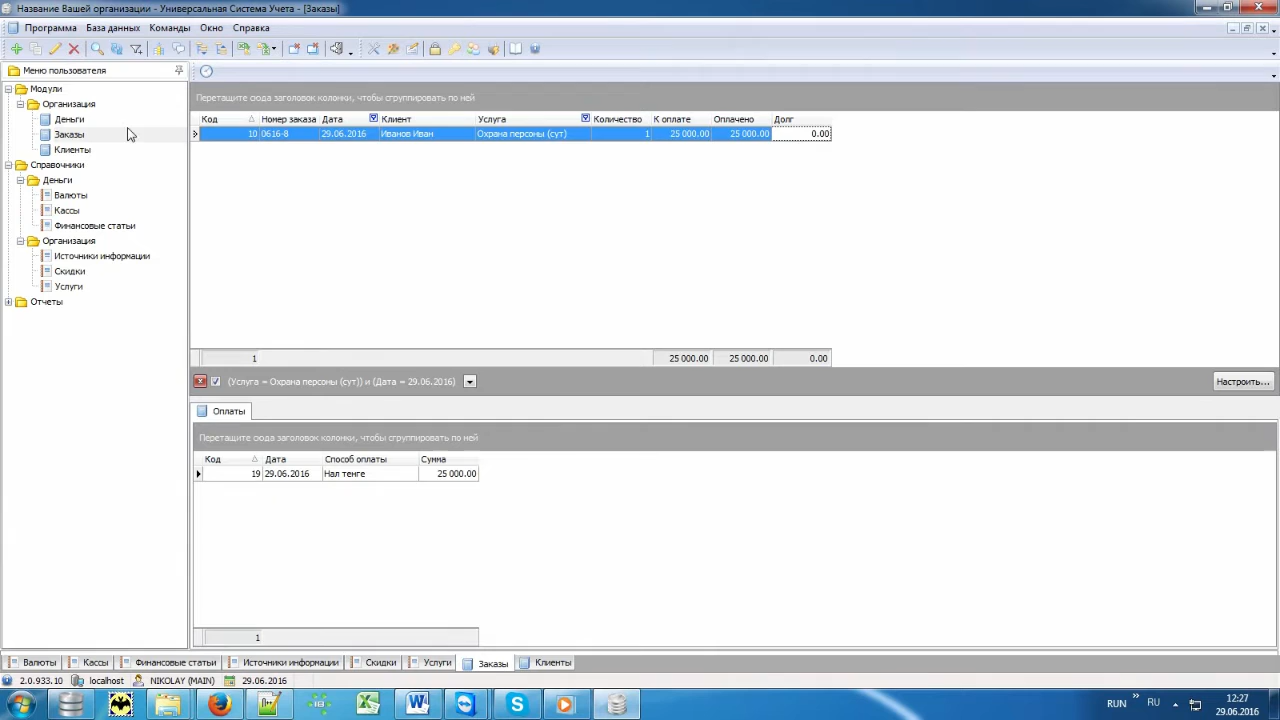 Название Вашей организации - Универсальная Система Учета - [Заказы]
Программа База данных Команды Окно Справка
Меню пользователя
Модули
Организация
Деньги
Заказы
Клиенты
Справочники
Деньги
Валюты
Кассы
Финансовые статьи
Организация
Источники информации
Скидки
Услуги
Отчеты
Перетащите сюда заголовок колонки, чтобы сгруппировать по ней
Код Номер заказа Дата Клиент Услуга Количество К оплате Оплачено Долг
10 0616-8 29.06.2016 Иванов Иван Охрана персоны (сут) 1 25 000.00 25 000.00 0.00
1 25 000.00 25 000.00 0.00
(Услуга = Охрана персоны (сут)) и (Дата = 29.06.2016) Настроить...
Оплаты
Перетащите сюда заголовок колонки, чтобы сгруппировать по ней
Код Дата Способ оплаты Сумма
19 29.06.2016 Нал тенге 25 000.00
1
Валюты Кассы Финансовые статьи Источники информации Скидки Услуги Заказы Клиенты
2.0.933.10 localhost NIKOLAY (MAIN) 29.06.2016
RUN RU 12:27
29.06.2016